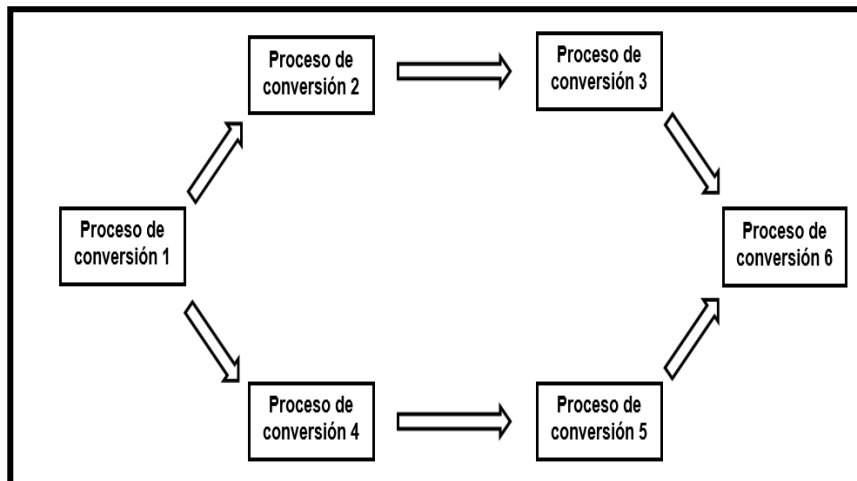 Proceso de
conversión 2
Proceso de
conversión 3
Proceso de
conversión 1
Proceso de
conversión 6
Proceso de
conversión 4
Proceso de
conversión 5